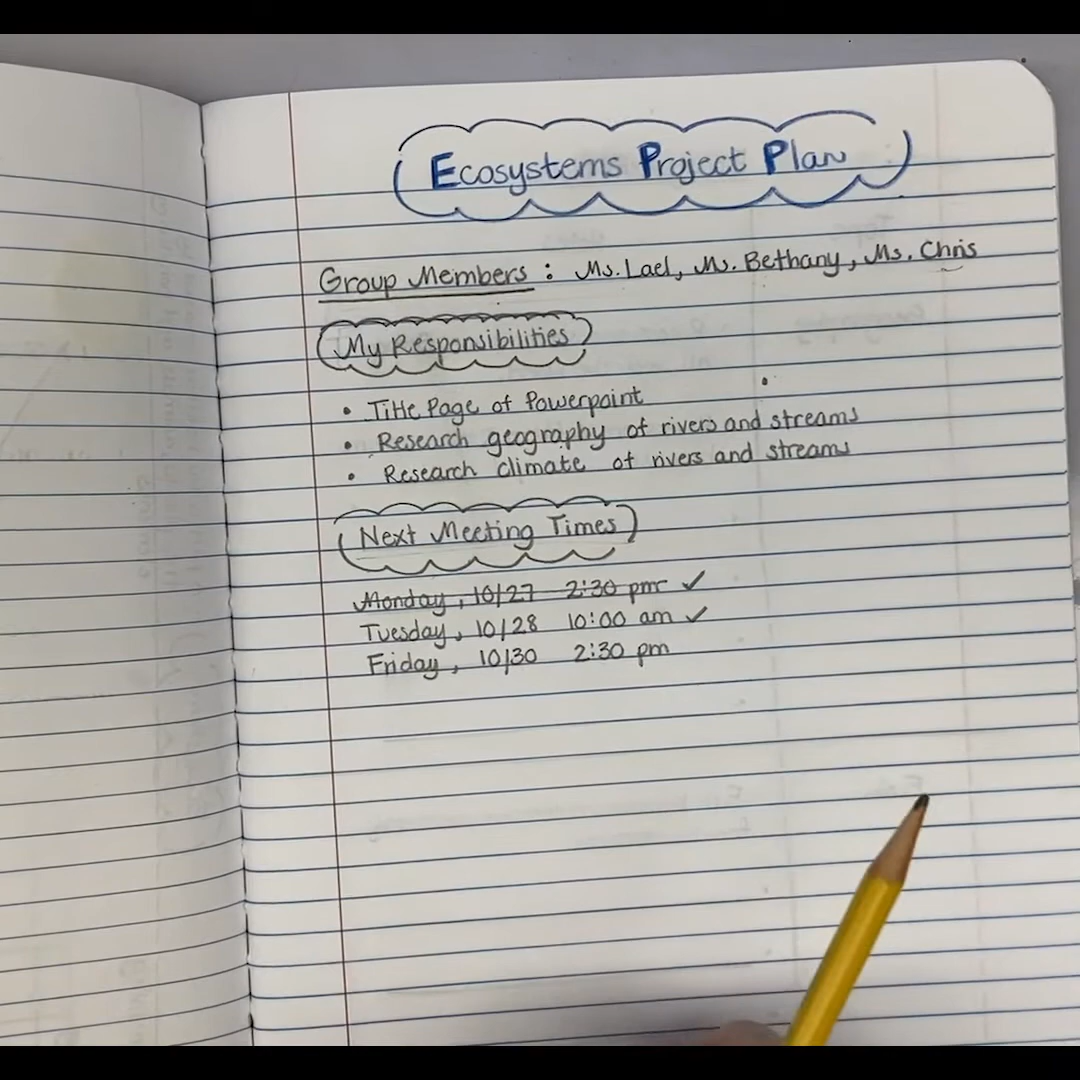 Ecosystems Project Plan
Group Members : Ms. Lael, Ms. Bethany, Ms. Chris
My Responsibilities
• Title Page of Powerpoint
• Research geography of rivers and streams
• Research climate of rivers and streams
Next Meeting Times
Monday, 10/27 2:30 pm ✓
Tuesday, 10/28 10:00 am ✓
Friday, 10/30 2:30 pm